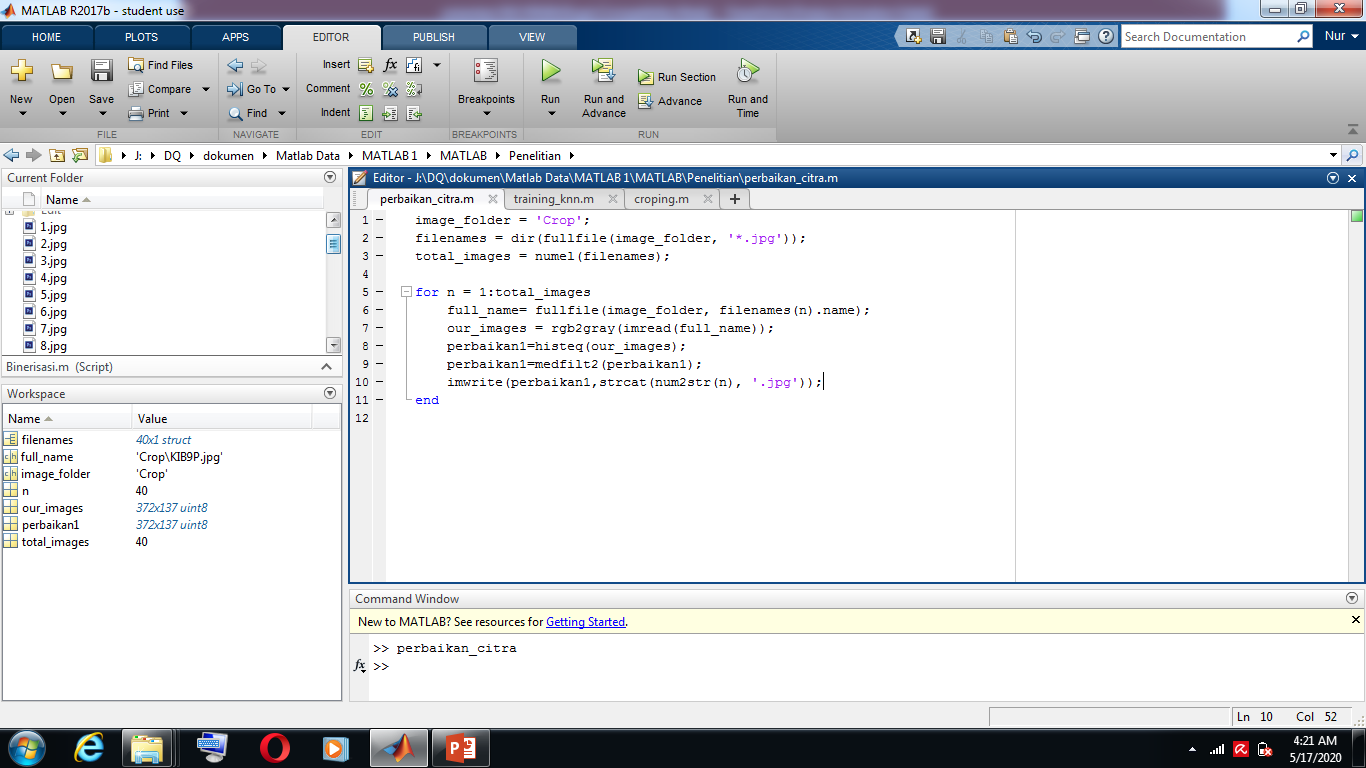 MATLAB R2017b - student use
HOME PLOTS APPS EDITOR PUBLISH VIEW
Search Documentation Nur
New Open Save Find Files Compare Print
Go To Find
Insert Comment Indent
Breakpoints
Run Run and Advance Run Section Advance Run and Time
FILE NAVIGATE EDIT BREAKPOINTS RUN
J: DQ dokumen Matlab Data MATLAB 1 MATLAB Penelitian
Current Folder
Name
Edit
1.jpg
2.jpg
3.jpg
4.jpg
5.jpg
6.jpg
7.jpg
8.jpg
Binerisasi.m (Script)
Workspace
Name Value
filenames 40x1 struct
full_name 'Crop\KIB9P.jpg'
image_folder 'Crop'
n 40
our_images 372x137 uint8
perbaikan1 372x137 uint8
total_images 40
Editor - J:\DQ\dokumen\Matlab Data\MATLAB 1\MATLAB\Penelitian\perbaikan_citra.m
perbaikan_citra.m training_knn.m croping.m
1 image_folder = 'Crop';
2 filenames = dir(fullfile(image_folder, '*.jpg'));
3 total_images = numel(filenames);
4
5 for n = 1:total_images
6 full_name= fullfile(image_folder, filenames(n).name);
7 our_images = rgb2gray(imread(full_name));
8 perbaikan1=histeq(our_images);
9 perbaikan1=medfilt2(perbaikan1);
10 imwrite(perbaikan1,strcat(num2str(n), '.jpg'));
11 end
12
Command Window
New to MATLAB? See resources for Getting Started.
>> perbaikan_citra
fx >>
Ln 10 Col 52
4:21 AM
5/17/2020